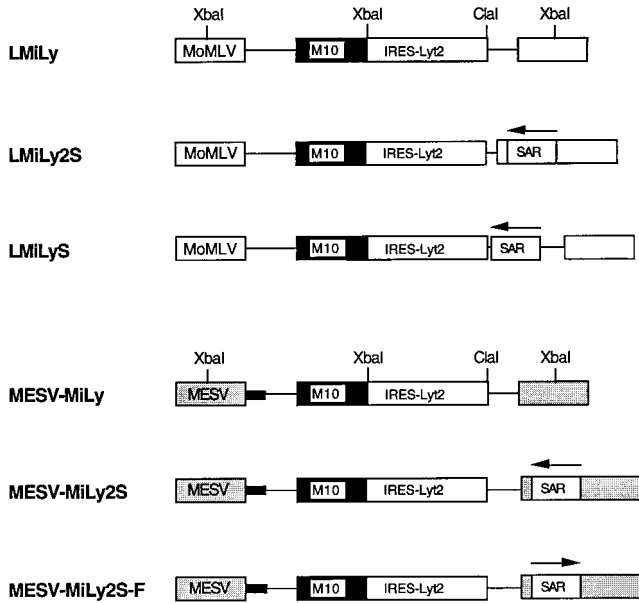 XbaI XbaI ClaI XbaI
LMiLy MoMLV M10 IRES-Lyt2
LMiLy2S MoMLV M10 IRES-Lyt2 SAR
LMiLyS MoMLV M10 IRES-Lyt2 SAR
XbaI XbaI ClaI XbaI
MESV-MiLy MESV M10 IRES-Lyt2
MESV-MiLy2S MESV M10 IRES-Lyt2 SAR
MESV-MiLy2S-F MESV M10 IRES-Lyt2 SAR